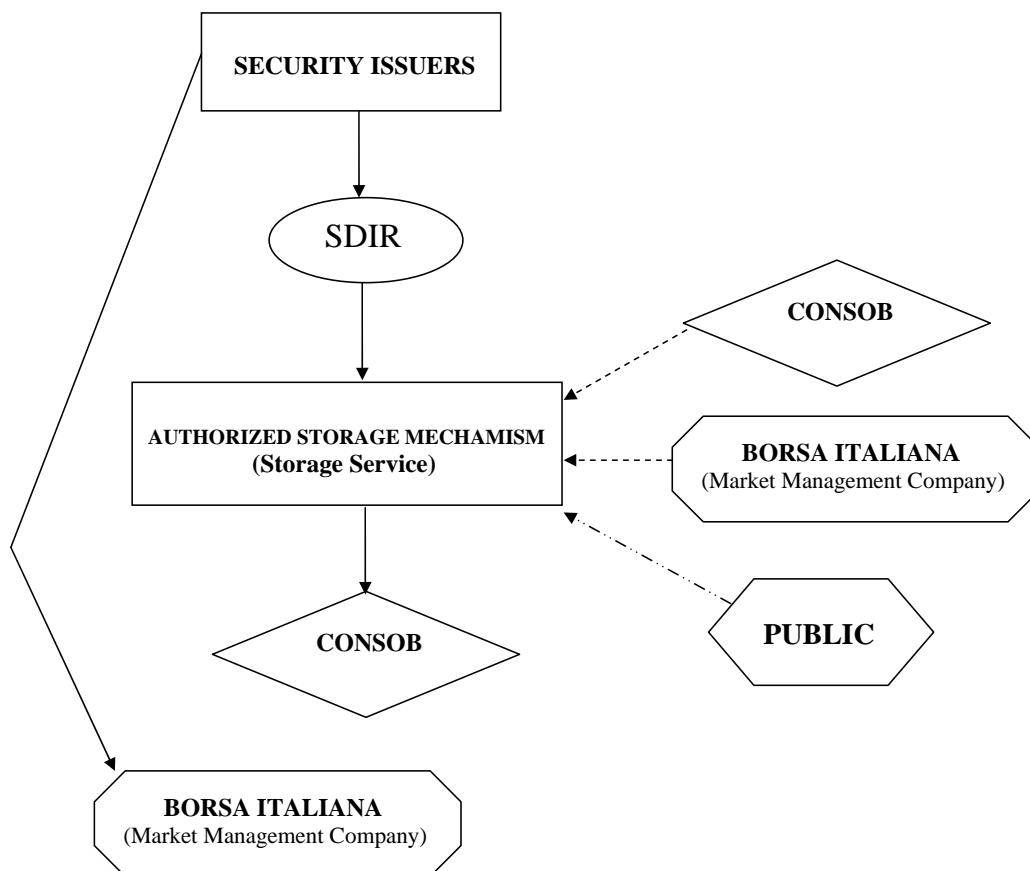 SECURITY ISSUERS
SDIR
CONSOB
AUTHORIZED STORAGE MECHAMISM
(Storage Service)
BORSA ITALIANA
(Market Management Company)
CONSOB
PUBLIC
BORSA ITALIANA
(Market Management Company)